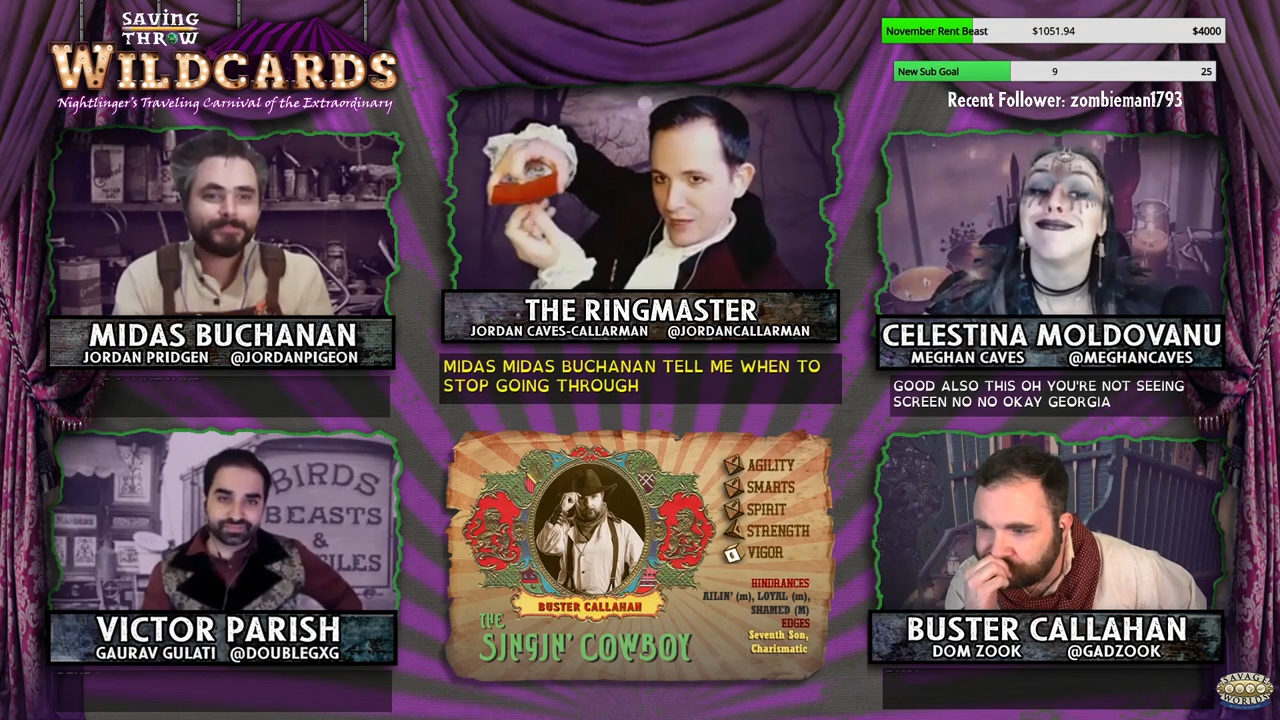 SAVING
THROW
WILDCARDS
Nightlinger's Traveling Carnival of the Extraordinary
November Rent Beast $1051.94 $4000
New Sub Goal 9 25
Recent Follower: zombieman1793
MIDAS BUCHANAN
JORDAN PRIDGEN @JORDANPIGEON
THE RINGMASTER
JORDAN CAVES-CALLARMAN @JORDANCALLARMAN
MIDAS MIDAS BUCHANAN TELL ME WHEN TO
STOP GOING THROUGH
CELESTINA MOLDOVANU
MEGHAN CAVES @MEGHANCAVES
GOOD ALSO THIS OH YOU'RE NOT SEEING
SCREEN NO NO OKAY GEORGIA
BIRDS
BEASTS
&
VICTOR PARISH
GAURAV GULATI @DOUBLEGXG
AGILITY
SMARTS
SPIRIT
STRENGTH
6 VIGOR
HINDRANCES
AILIN' (m), LOYAL (m),
SHAMED (M)
EDGES
Seventh Son,
Charismatic
BUSTER CALLAHAN
THE
SINGIN' COWBOY
BUSTER CALLAHAN
DOM ZOOK @GADZOOK
SAVAGE
WORLDS